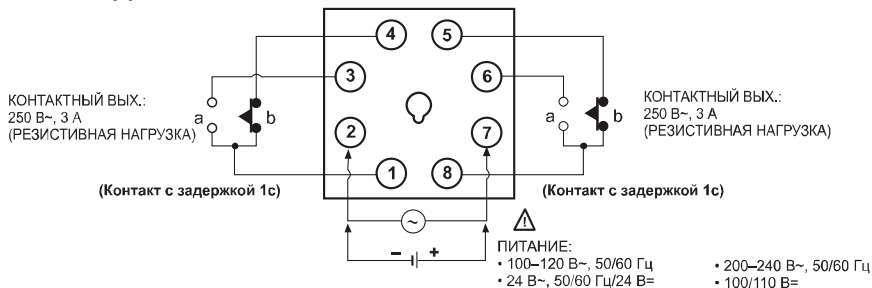 4 5
3 6
КОНТАКТНЫЙ ВЫХ.:
250 В~, 3 А
(РЕЗИСТИВНАЯ НАГРУЗКА)
a b
2 7
a b
КОНТАКТНЫЙ ВЫХ.:
250 В~, 3 А
(РЕЗИСТИВНАЯ НАГРУЗКА)
1 8
(Контакт с задержкой 1с)
(Контакт с задержкой 1с)
~
− +
ПИТАНИЕ:
• 100–120 В~, 50/60 Гц
• 24 В~, 50/60 Гц/24 В=
• 200–240 В~, 50/60 Гц
• 100/110 В=